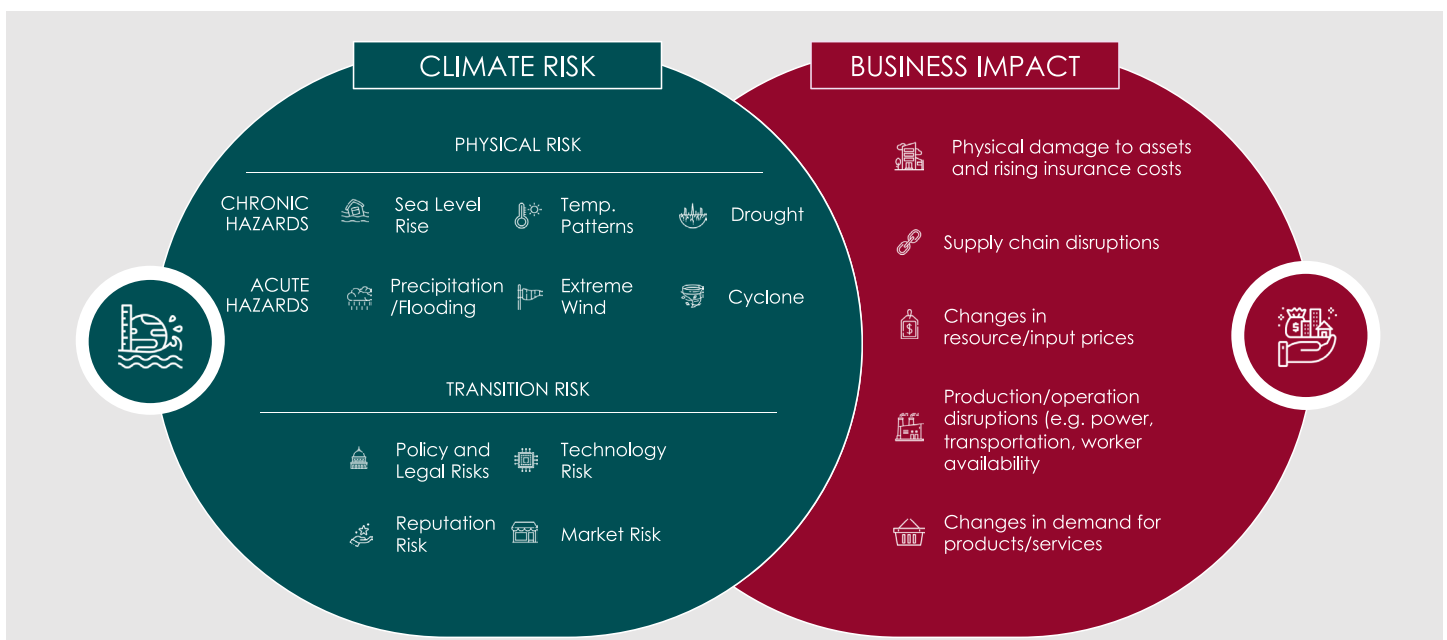 CLIMATE RISK
PHYSICAL RISK
CHRONIC
HAZARDS
Sea Level
Rise
Temp.
Patterns
Drought
ACUTE
HAZARDS
Precipitation
/Flooding
Extreme
Wind
Cyclone
TRANSITION RISK
Policy and
Legal Risks
Technology
Risk
Reputation
Risk
Market Risk
BUSINESS IMPACT
Physical damage to assets
and rising insurance costs
Supply chain disruptions
Changes in
resource/input prices
Production/operation
disruptions (e.g. power,
transportation, worker
availability
Changes in demand for
products/services